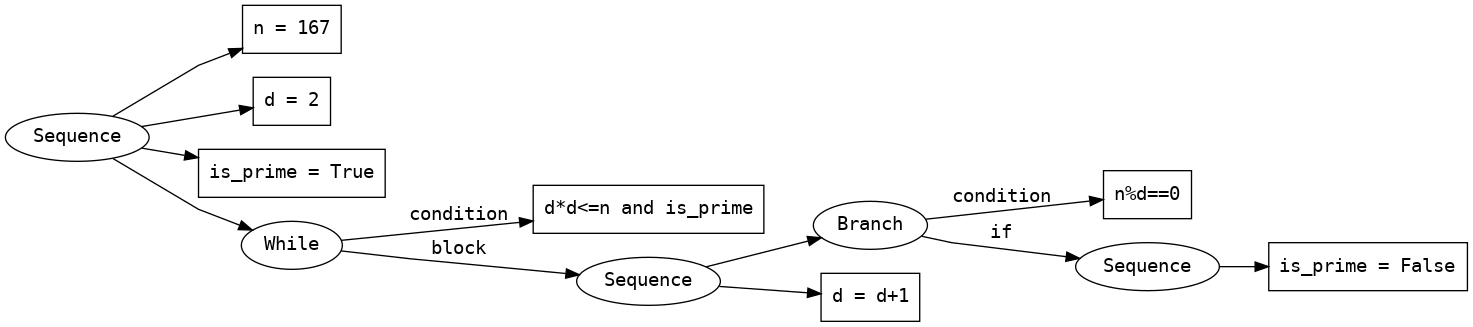 n = 167
d = 2
Sequence
is_prime = True
While
condition
d*d<=n and is_prime
block
Sequence
Branch
condition
n%d==0
if
Sequence
is_prime = False
d = d+1